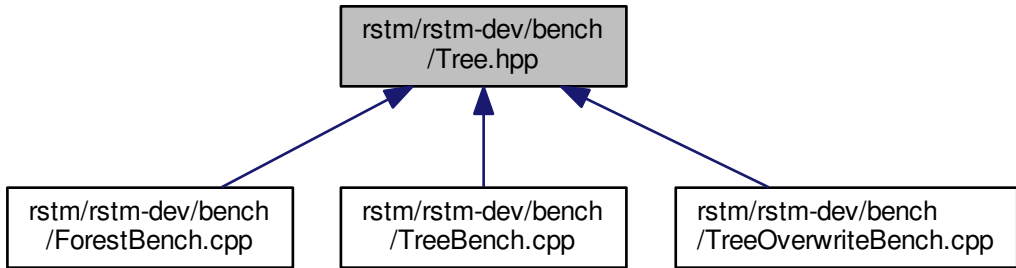 rstm/rstm-dev/bench
/Tree.hpp
rstm/rstm-dev/bench
/ForestBench.cpp
rstm/rstm-dev/bench
/TreeBench.cpp
rstm/rstm-dev/bench
/TreeOverwriteBench.cpp